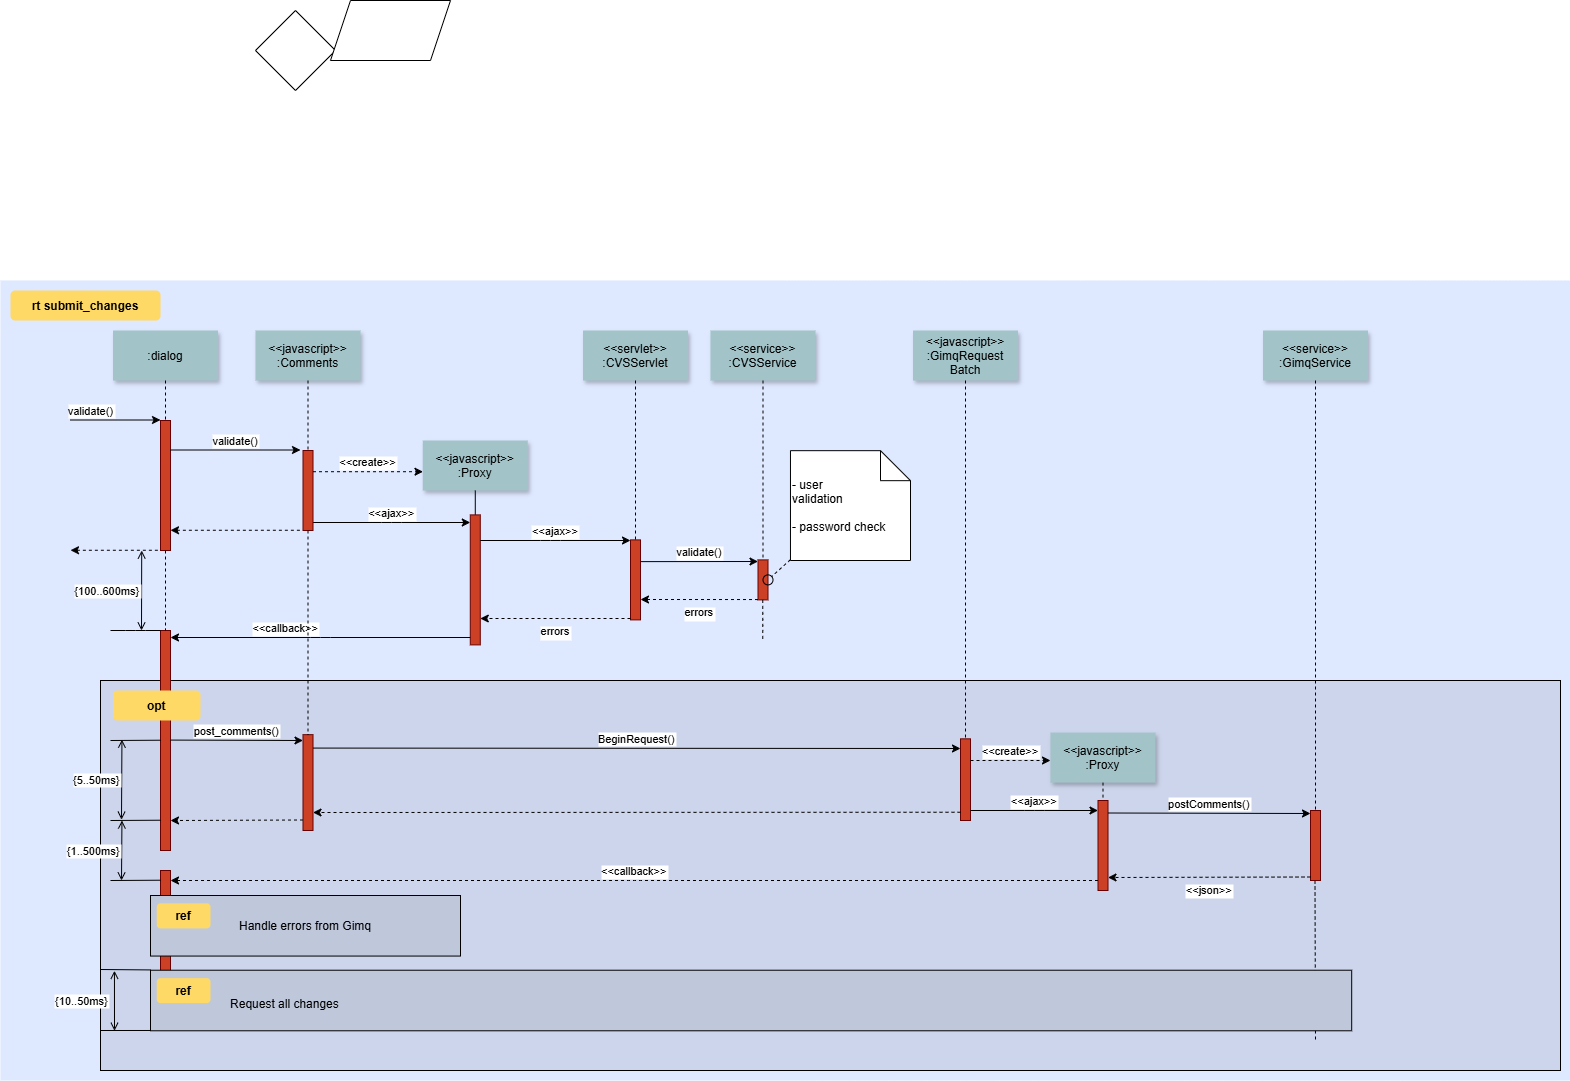 rt submit_changes
:dialog
<<javascript>>
:Comments
<<servlet>>
:CVSServlet
<<service>>
:CVSService
<<javascript>>
:GimqRequest
Batch
<<service>>
:GimqService
validate()
validate()
<<create>>
<<javascript>>
:Proxy
- user
validation
- password check
<<ajax>>
<<ajax>>
validate()
{100..600ms}
errors
errors
<<callback>>
opt
post_comments()
BeginRequest()
<<create>>
<<javascript>>
:Proxy
{5..50ms}
<<ajax>>
postComments()
{1..500ms}
<<callback>>
<<json>>
ref
Handle errors from Gimq
ref
{10..50ms}
Request all changes